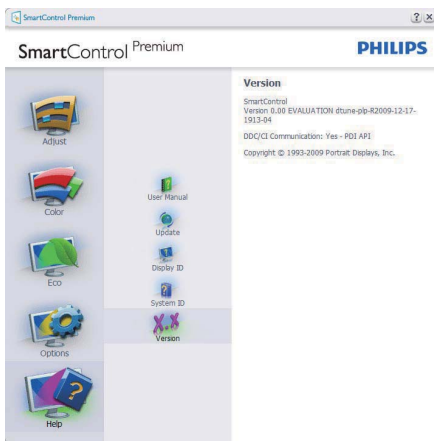 SmartControl Premium
SmartControl Premium
PHILIPS
Adjust
Color
Eco
Options
Help
User Manual
Update
Display ID
System ID
Version
Version
SmartControl
Version 0.00 EVALUATION dtune-plp-R2009-12-17-
1913-04
DDC/CI Communication: Yes - PDI API
Copyright © 1993-2009 Portrait Displays, Inc.